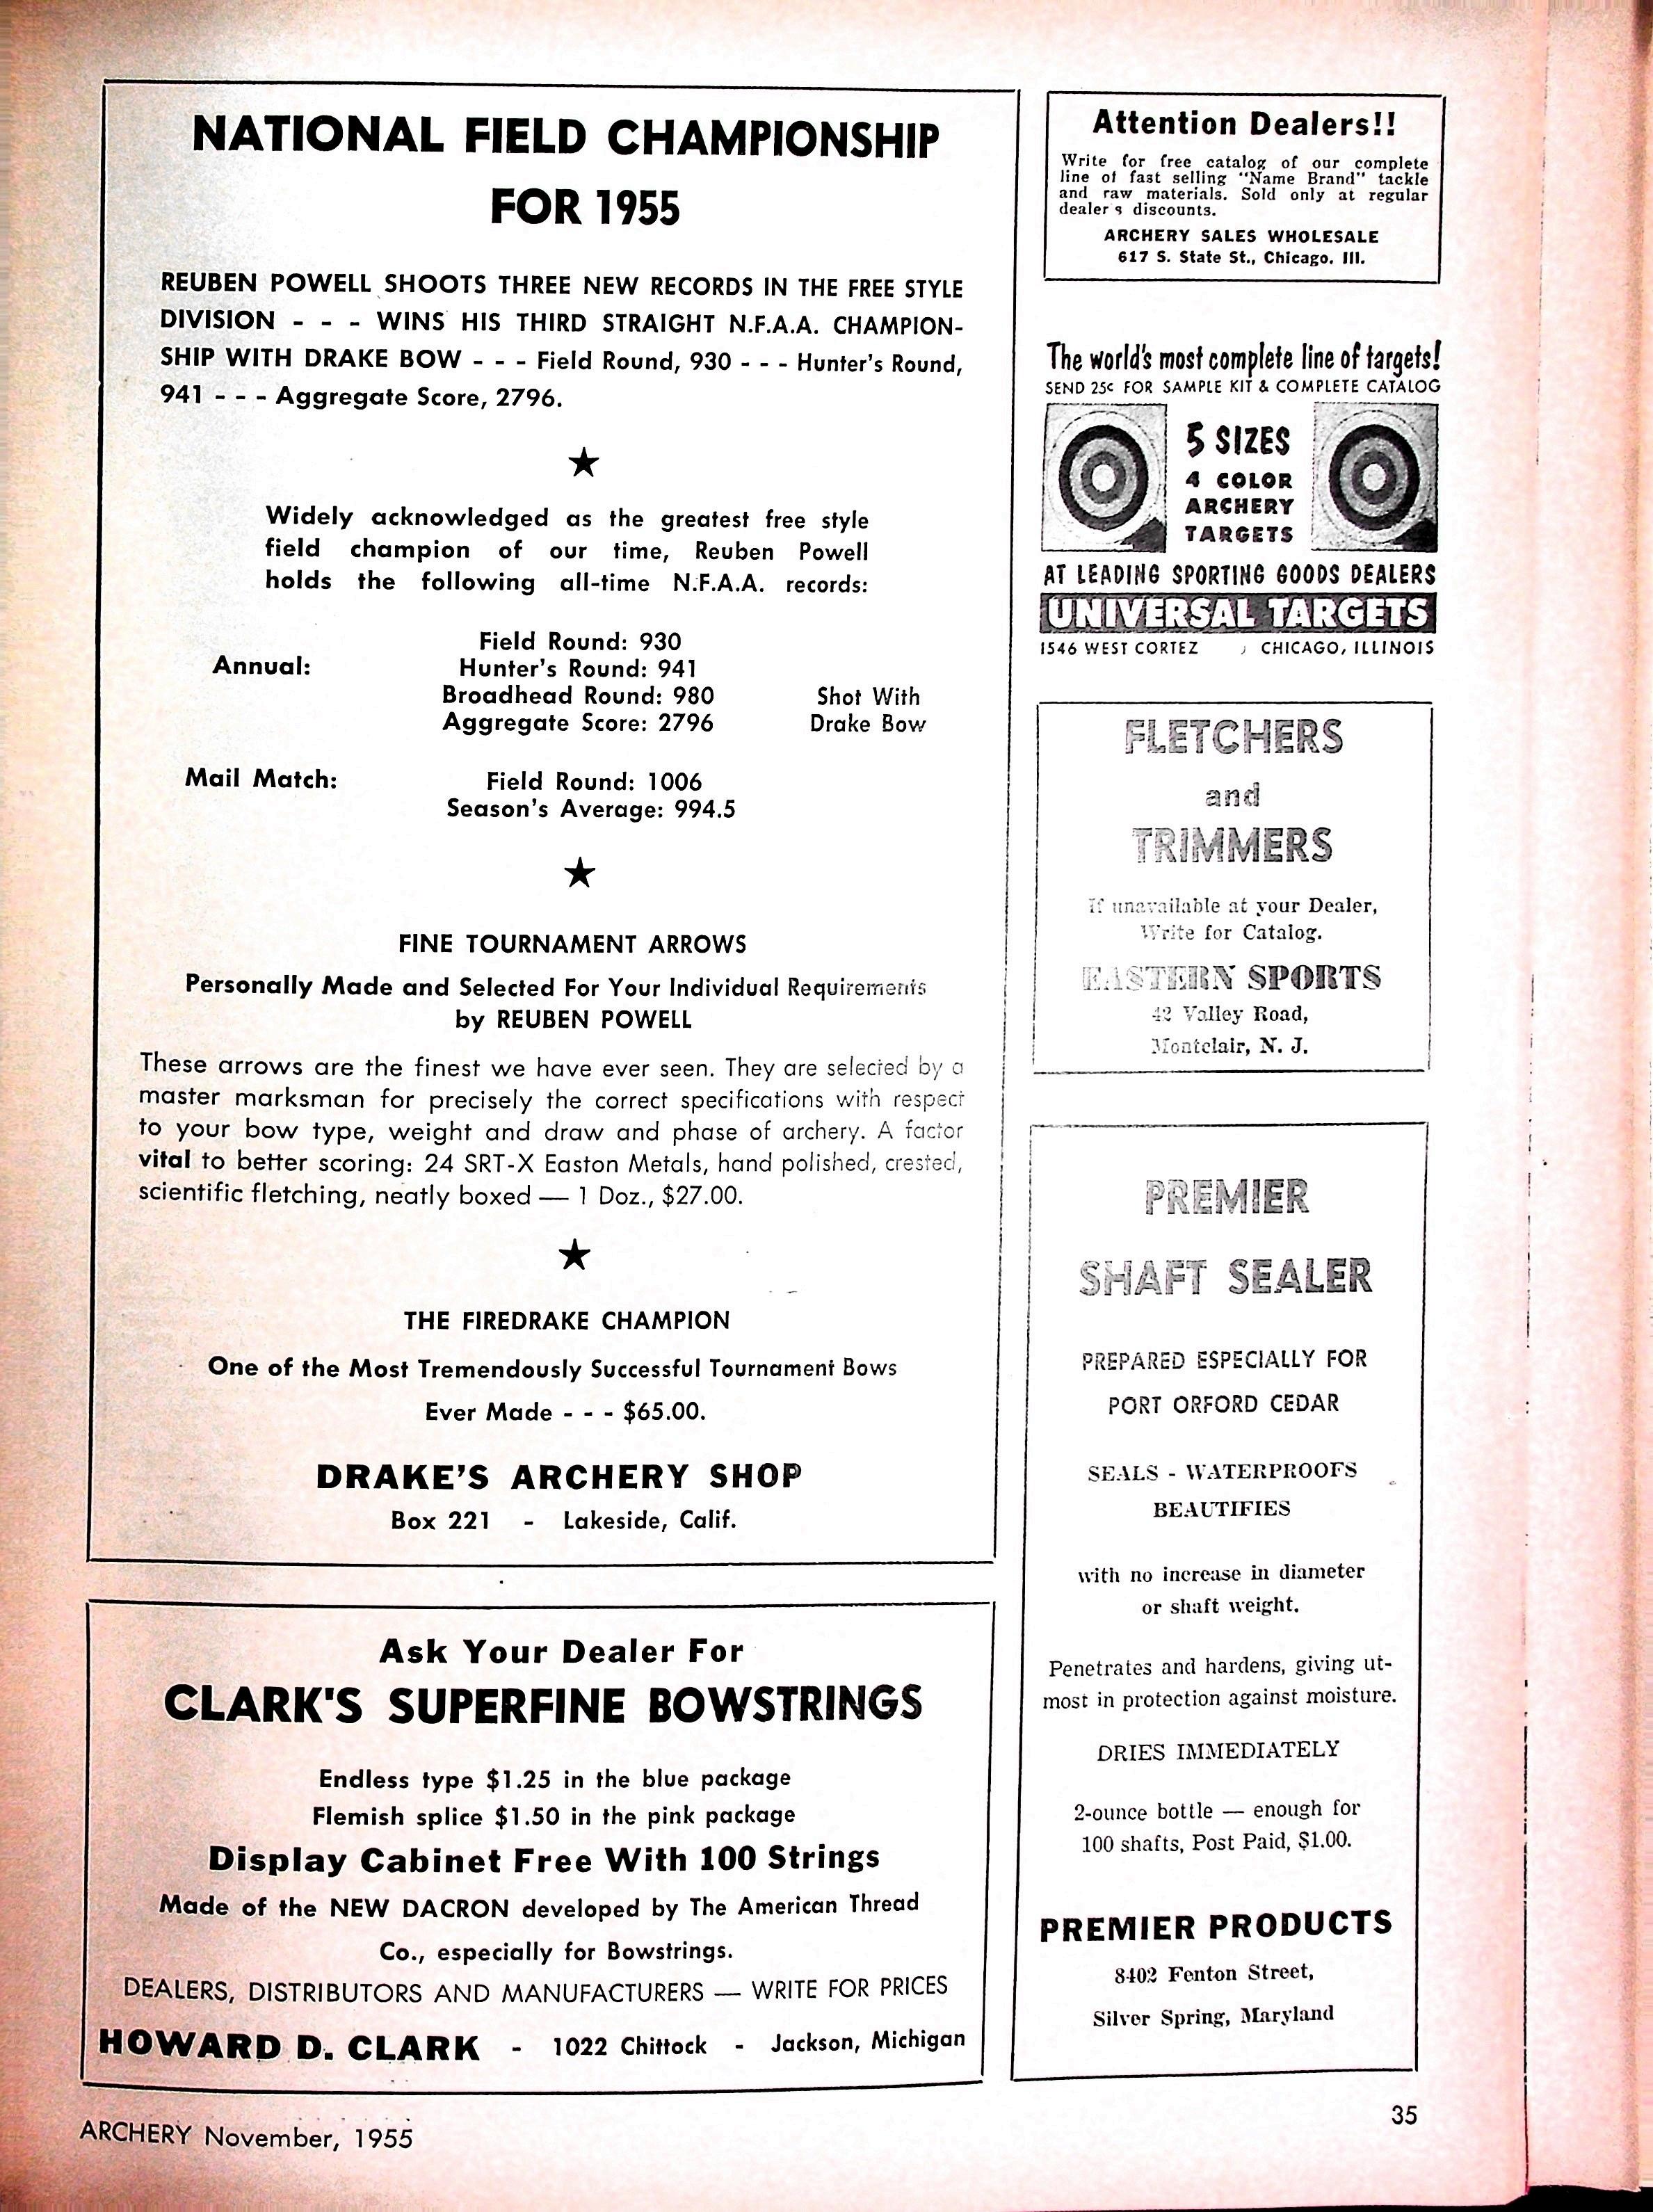 NATIONAL FIELD CHAMPIONSHIP
FOR 1955
REUBEN POWELL SHOOTS THREE NEW RECORDS IN THE FREE STYLE
DIVISION - - - WINS HIS THIRD STRAIGHT N.F.A.A. CHAMPION-
SHIP WITH DRAKE BOW - - - Field Round, 930 - - - Hunter's Round,
941 - - - Aggregate Score, 2796.
★
Widely acknowledged as the greatest free style
field champion of our time, Reuben Powell
holds the following all-time N.F.A.A. records:
Field Round: 930
Annual: Hunter's Round: 941
Broadhead Round: 980 Shot With
Aggregate Score: 2796 Drake Bow
Mail Match: Field Round: 1006
Season's Average: 994.5
★
FINE TOURNAMENT ARROWS
Personally Made and Selected For Your Individual Requirements
by REUBEN POWELL
These arrows are the finest we have ever seen. They are selected by a
master marksman for precisely the correct specifications with respect
to your bow type, weight and draw and phase of archery. A factor
vital to better scoring: 24 SRT-X Easton Metals, hand polished, crested,
scientific fletching, neatly boxed — 1 Doz., $27.00.
★
THE FIREDRAKE CHAMPION
One of the Most Tremendously Successful Tournament Bows
Ever Made - - - $65.00.
DRAKE'S ARCHERY SHOP
Box 221 - Lakeside, Calif.
Ask Your Dealer For
CLARK'S SUPERFINE BOWSTRINGS
Endless type $1.25 in the blue package
Flemish splice $1.50 in the pink package
Display Cabinet Free With 100 Strings
Made of the NEW DACRON developed by The American Thread
Co., especially for Bowstrings.
DEALERS, DISTRIBUTORS AND MANUFACTURERS — WRITE FOR PRICES
HOWARD D. CLARK - 1022 Chittock - Jackson, Michigan
Attention Dealers!!
Write for free catalog of our complete
line of fast selling "Name Brand" tackle
and raw materials. Sold only at regular
dealer's discounts.
ARCHERY SALES WHOLESALE
617 S. State St., Chicago. Ill.
The world's most complete line of targets!
SEND 25c FOR SAMPLE KIT & COMPLETE CATALOG
5 SIZES
4 COLOR
ARCHERY
TARGETS
AT LEADING SPORTING GOODS DEALERS
UNIVERSAL TARGETS
1546 WEST CORTEZ , CHICAGO, ILLINOIS
FLETCHERS
and
TRIMMERS
If unavailable at your Dealer,
Write for Catalog.
EASTERN SPORTS
42 Valley Road,
Montclair, N. J.
PREMIER
SHAFT SEALER
PREPARED ESPECIALLY FOR
PORT ORFORD CEDAR
SEALS - WATERPROOFS
BEAUTIFIES
with no increase in diameter
or shaft weight.
Penetrates and hardens, giving ut-
most in protection against moisture.
DRIES IMMEDIATELY
2-ounce bottle — enough for
100 shafts, Post Paid, $1.00.
PREMIER PRODUCTS
8402 Fenton Street,
Silver Spring, Maryland
ARCHERY November, 1955
35